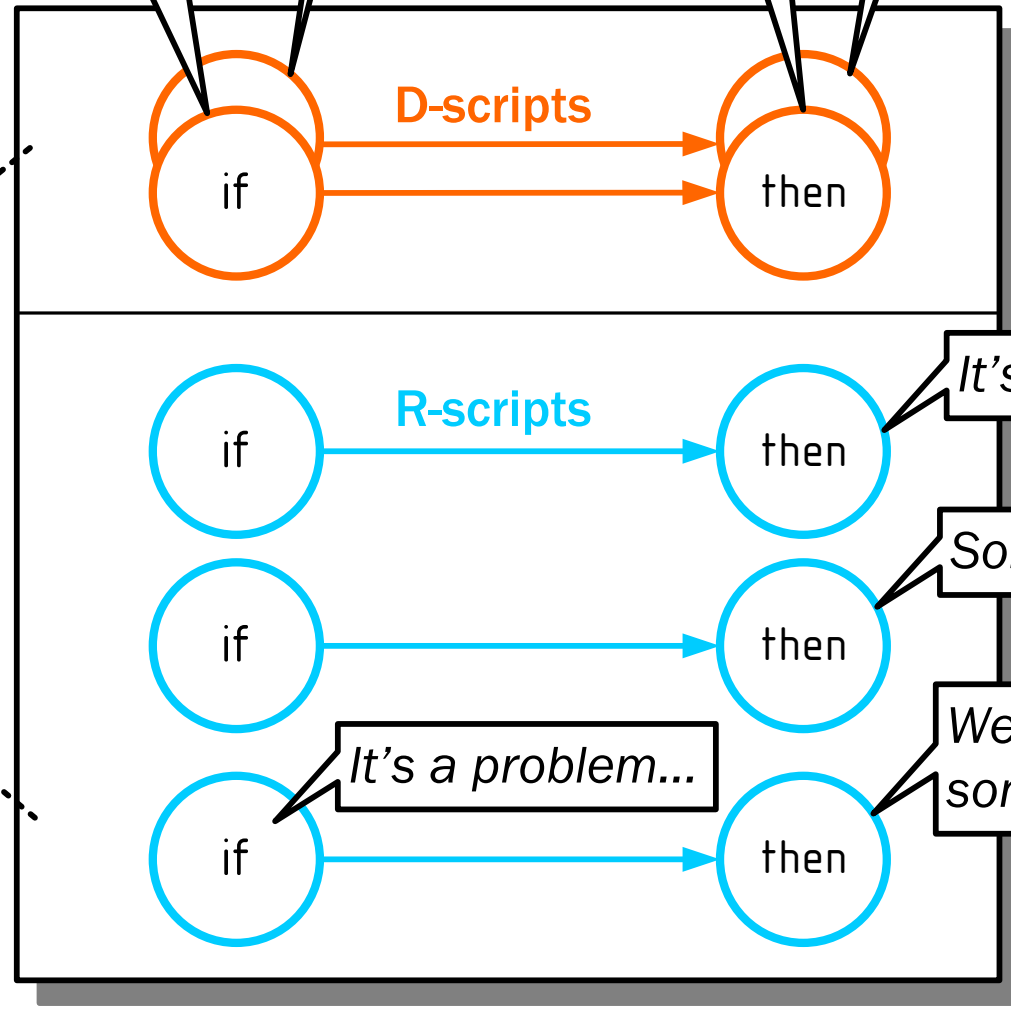 D-scripts
if
then
It's
R-scripts
if
then
if
then
We
It's a problem...
if
then